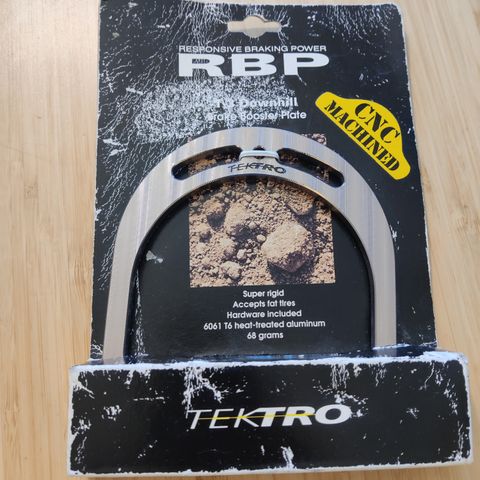 RESPONSIVE BRAKING POWER
RBP
Downhill
Brake Booster Plate
CNC
MACHINED
TEKTRO
Super rigid
Accepts fat tires
Hardware included
6061 T6 heat-treated aluminum
68 grams
TEKTRO